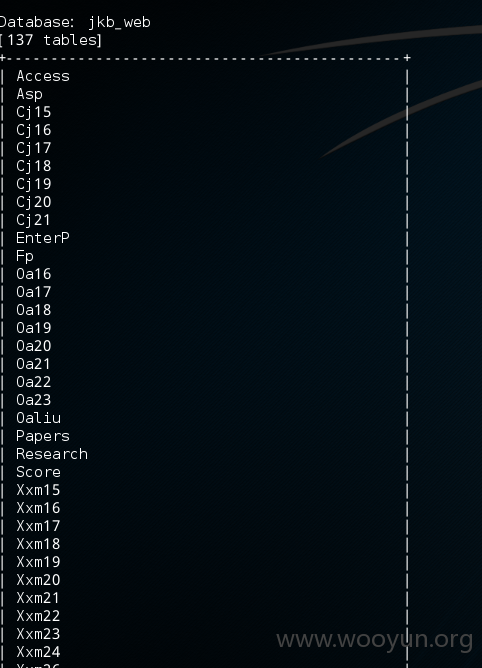 Database: jkb_web
[137 tables]
+--------------------------------------------+
| Access |
| Asp |
| Cj15 |
| Cj16 |
| Cj17 |
| Cj18 |
| Cj19 |
| Cj20 |
| Cj21 |
| EnterP |
| Fp |
| Oa16 |
| Oa17 |
| Oa18 |
| Oa19 |
| Oa20 |
| Oa21 |
| Oa22 |
| Oa23 |
| Oaliu |
| Papers |
| Research |
| Score |
| Xxm15 |
| Xxm16 |
| Xxm17 |
| Xxm18 |
| Xxm19 |
| Xxm20 |
| Xxm21 |
| Xxm22 |
| Xxm23 |
| Xxm24 |
www.wooyun.org